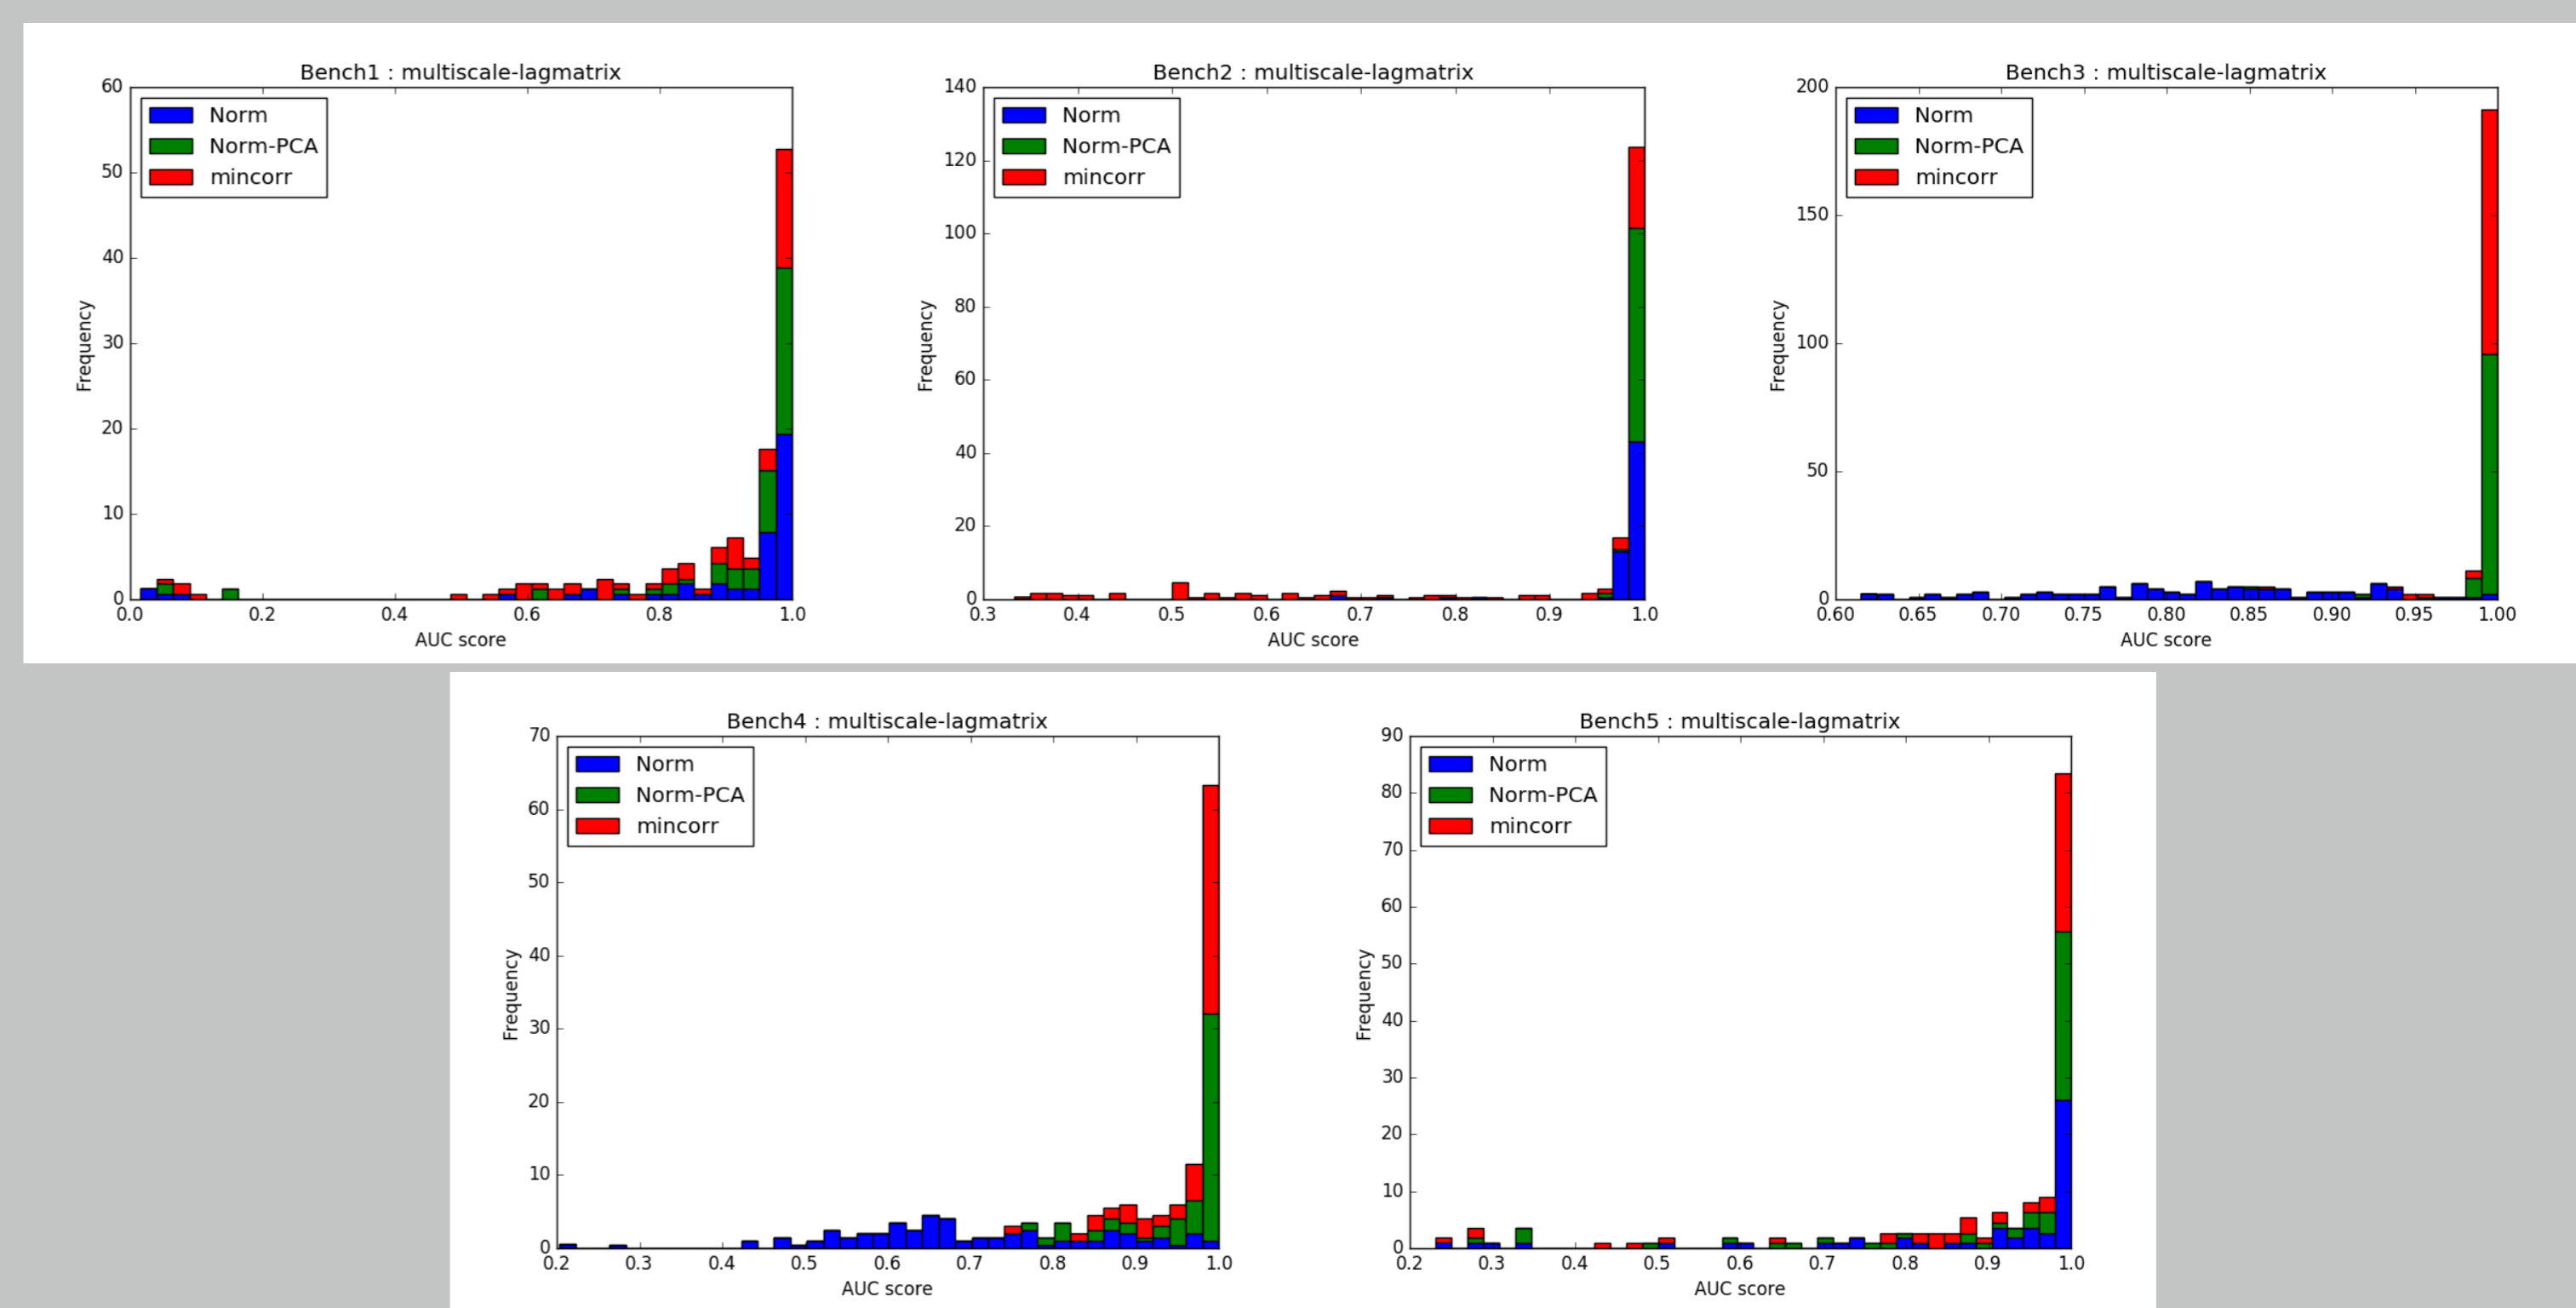 Bench1 : multiscale-lagmatrix
60
50
40
30
20
10
0
Frequency
Norm
Norm-PCA
mincorr
0.0 0.2 0.4 0.6 0.8 1.0
AUC score
Bench2 : multiscale-lagmatrix
140
120
100
80
60
40
20
0
Frequency
Norm
Norm-PCA
mincorr
0.3 0.4 0.5 0.6 0.7 0.8 0.9 1.0
AUC score
Bench3 : multiscale-lagmatrix
200
150
100
50
0
Frequency
Norm
Norm-PCA
mincorr
0.60 0.65 0.70 0.75 0.80 0.85 0.90 0.95 1.00
AUC score
Bench4 : multiscale-lagmatrix
70
60
50
40
30
20
10
0
Frequency
Norm
Norm-PCA
mincorr
0.2 0.3 0.4 0.5 0.6 0.7 0.8 0.9 1.0
AUC score
Bench5 : multiscale-lagmatrix
90
80
70
60
50
40
30
20
10
0
Frequency
Norm
Norm-PCA
mincorr
0.2 0.3 0.4 0.5 0.6 0.7 0.8 0.9 1.0
AUC score